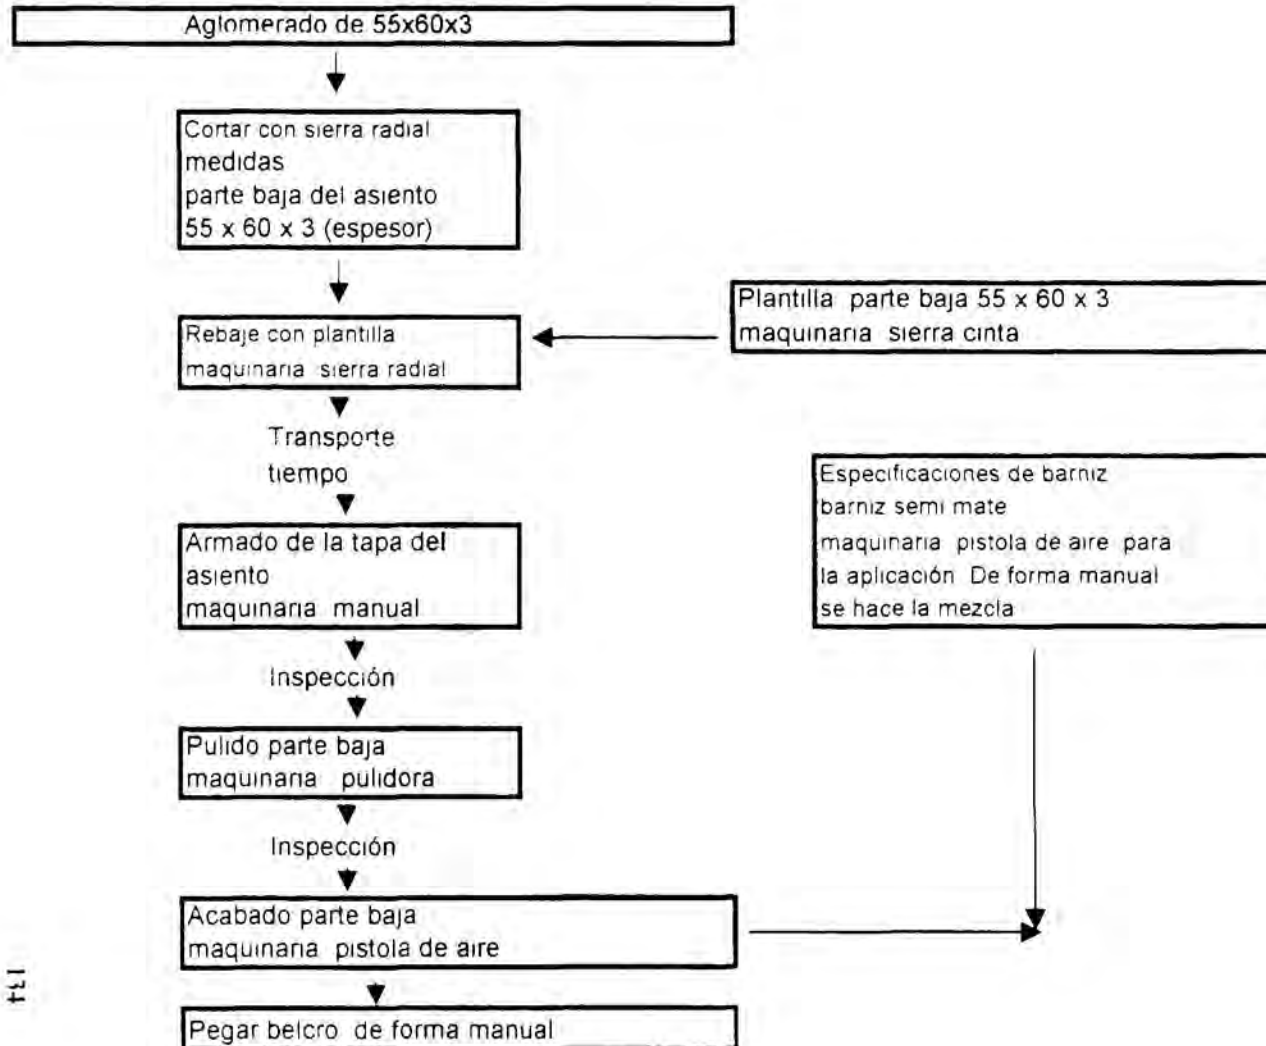 Aglomerado de 55x60x3
Cortar con sierra radial
medidas
parte baja del asiento
55 x 60 x 3 (espesor)
Plantilla parte baja 55 x 60 x 3
maquinaria sierra cinta
Rebaje con plantilla
maquinaria sierra radial
Transporte
tiempo
Especificaciones de barniz
barniz semi mate
maquinaria pistola de aire para
la aplicación De forma manual
se hace la mezcla
Armado de la tapa del
asiento
maquinaria manual
Inspección
Pulido parte baja
maquinaria pulidora
Inspección
Acabado parte baja
maquinaria pistola de aire
Pegar belcro de forma manual
134